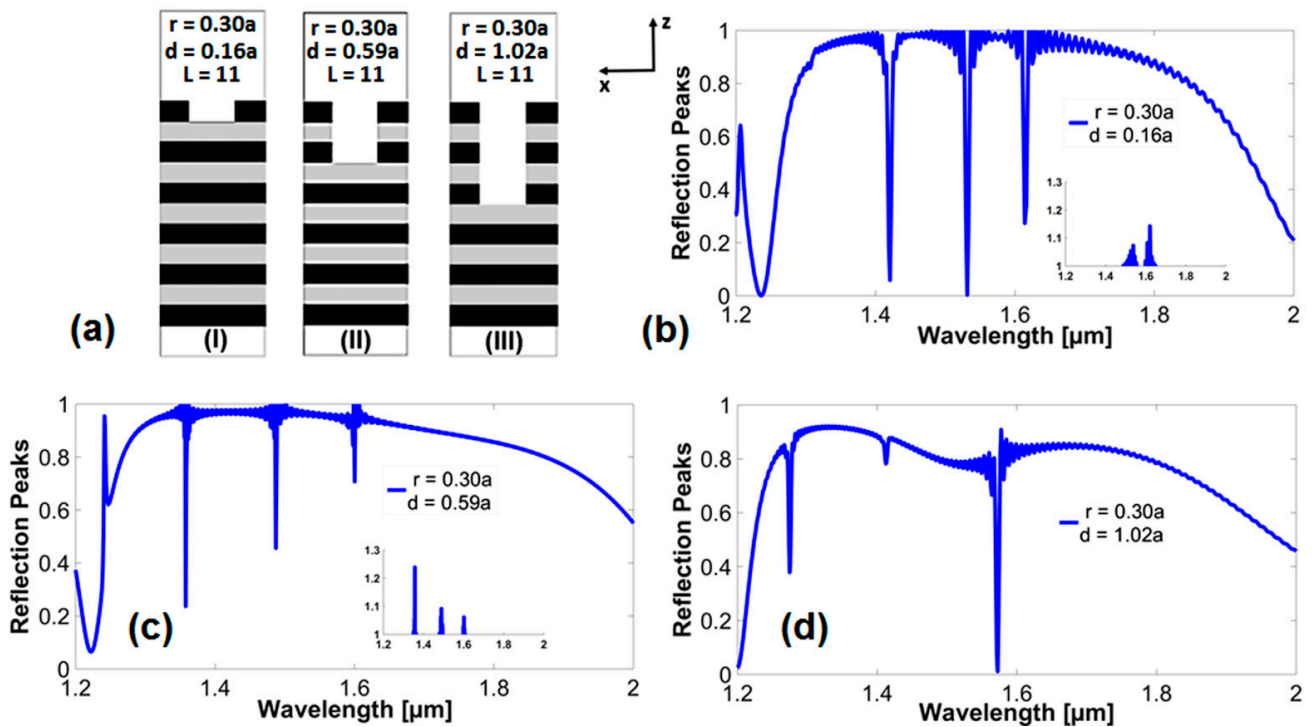 r = 0.30a
d = 0.16a
L = 11
r = 0.30a
d = 0.59a
L = 11
r = 0.30a
d = 1.02a
L = 11
z
x
(a)
(I)
(II)
(III)
Reflection Peaks
1
0.8
0.6
0.4
0.2
0
r = 0.30a
d = 0.16a
1.3
1.2
1.1
1
1.2 1.4 1.6 1.8 2
1.2 1.4 1.6 1.8 2
Wavelength [µm]
(b)
Reflection Peaks
1
0.8
0.6
0.4
0.2
0
r = 0.30a
d = 0.59a
1.3
1.2
1.1
1
1.2 1.4 1.6 1.8 2
1.2 1.4 1.6 1.8 2
Wavelength [µm]
(c)
Reflection Peaks
1
0.8
0.6
0.4
0.2
0
r = 0.30a
d = 1.02a
1.2 1.4 1.6 1.8 2
Wavelength [µm]
(d)